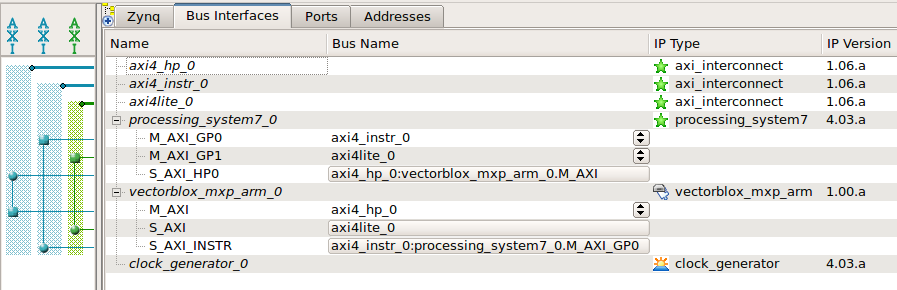 A A A
X X X
I I I
Zynq Bus Interfaces Ports Addresses
Name Bus Name IP Type IP Version
axi4_hp_0 axi_interconnect 1.06.a
axi4_instr_0 axi_interconnect 1.06.a
axi4lite_0 axi_interconnect 1.06.a
processing_system7_0 processing_system7 4.03.a
M_AXI_GP0 axi4_instr_0
M_AXI_GP1 axi4lite_0
S_AXI_HP0 axi4_hp_0:vectorblox_mxp_arm_0.M_AXI
vectorblox_mxp_arm_0 vectorblox_mxp_arm 1.00.a
M_AXI axi4_hp_0
S_AXI axi4lite_0
S_AXI_INSTR axi4_instr_0:processing_system7_0.M_AXI_GP0
clock_generator_0 clock_generator 4.03.a